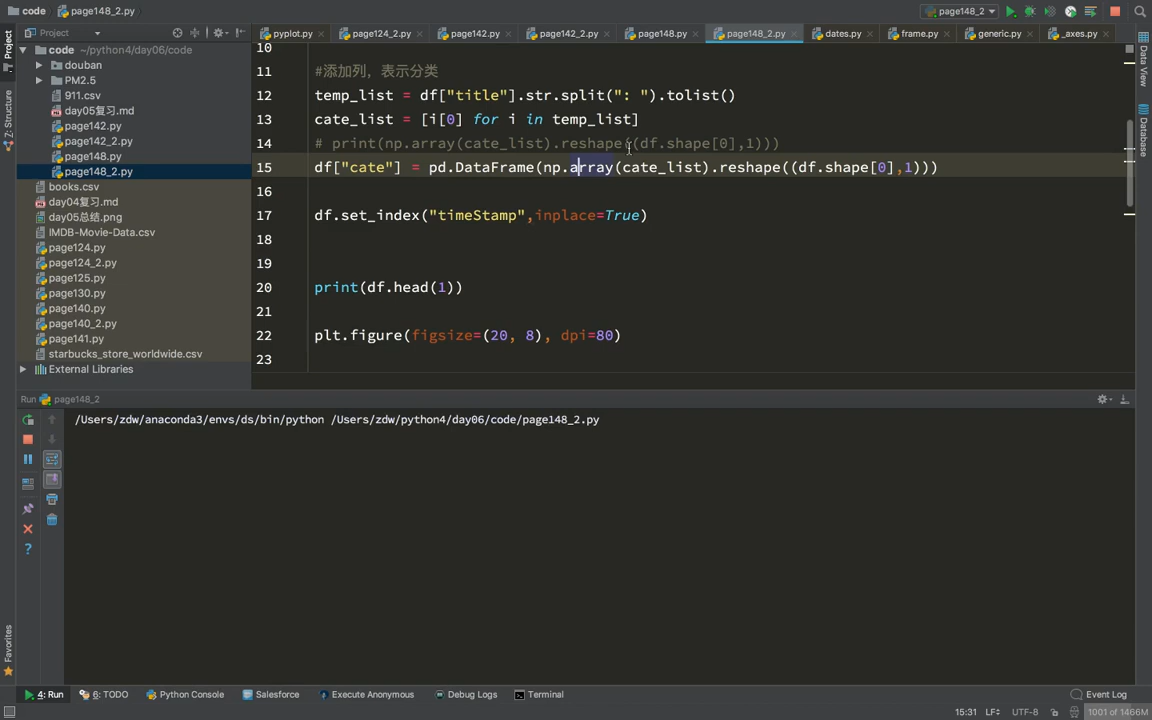 code
page148_2.py
page148_2
Project
pyplot.py
page124_2.py
page142.py
page142_2.py
page148.py
page148_2.py
dates.py
frame.py
generic.py
_axes.py
1: Project
7: Structure
Favorites
Data View
Database
code ~/python4/day06/code
douban
PM2.5
911.csv
day05复习.md
page142.py
page142_2.py
page148.py
page148_2.py
books.csv
day04复习.md
day05总结.png
IMDB-Movie-Data.csv
page124.py
page124_2.py
page125.py
page130.py
page140.py
page140_2.py
page141.py
starbucks_store_worldwide.csv
External Libraries
10
11 #添加列，表示分类
12 temp_list = df["title"].str.split(": ").tolist()
13 cate_list = [i[0] for i in temp_list]
14 # print(np.array(cate_list).reshape((df.shape[0],1)))
15 df["cate"] = pd.DataFrame(np.array(cate_list).reshape((df.shape[0],1)))
16
17 df.set_index("timeStamp",inplace=True)
18
19
20 print(df.head(1))
21
22 plt.figure(figsize=(20, 8), dpi=80)
23
Run page148_2
/Users/zdw/anaconda3/envs/ds/bin/python /Users/zdw/python4/day06/code/page148_2.py
4: Run
6: TODO
Python Console
Salesforce
Execute Anonymous
Debug Logs
Terminal
Event Log
15:31 LF÷ UTF-8 1001 of 1466M